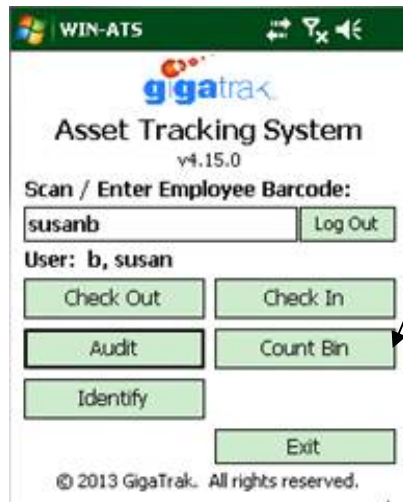 WIN-ATS
gigatrak
Asset Tracking System
v4.15.0
Scan / Enter Employee Barcode:
susanb Log Out
User: b, susan
Check Out Check In
Audit Count Bin
Identify
Exit
© 2013 GigaTrak. All rights reserved.